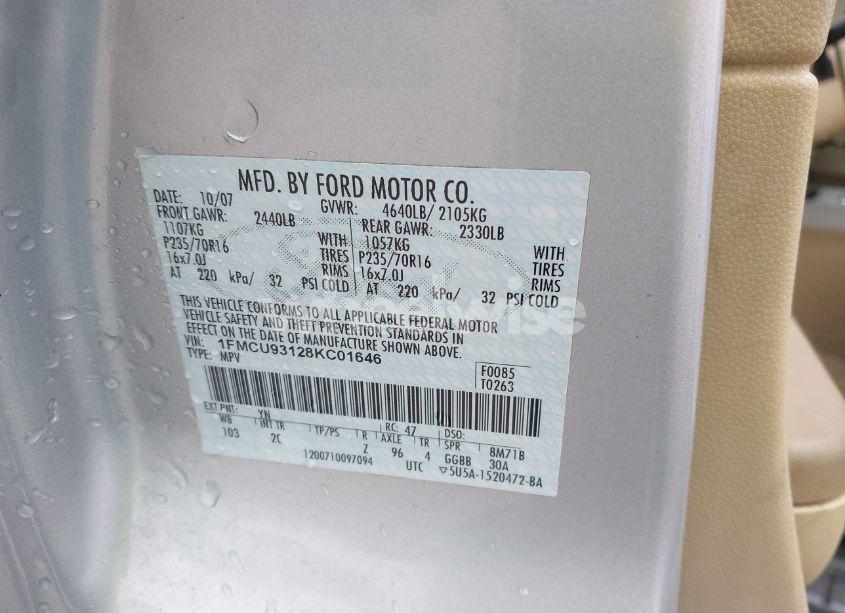 MFD. BY FORD MOTOR CO.
DATE: 10/07 GVWR: 4640LB/ 2105KG
FRONT GAWR: 2440LB REAR GAWR: 2330LB
1107KG WITH 1057KG WITH
P235/70R16 TIRES P235/70R16 TIRES
16x7.0J RIMS 16x7.0J RIMS
AT 220 kPa/ 32 PSI COLD AT 220 kPa/ 32 PSI COLD
THIS VEHICLE CONFORMS TO ALL APPLICABLE FEDERAL MOTOR
VEHICLE SAFETY AND THEFT PREVENTION STANDARDS IN
EFFECT ON THE DATE OF MANUFACTURE SHOWN ABOVE.
VIN: 1FMCU93128KC01646
TYPE: MPV
F0085
T0263
EXT PNT: YN RC: 47 DSO:
WB INT TR TP/PS R AXLE TR SPR 8M71B
103 2C Z 96 4 GGBB 30A
1200710097094 UTC ▽5U5A-1520472-BA